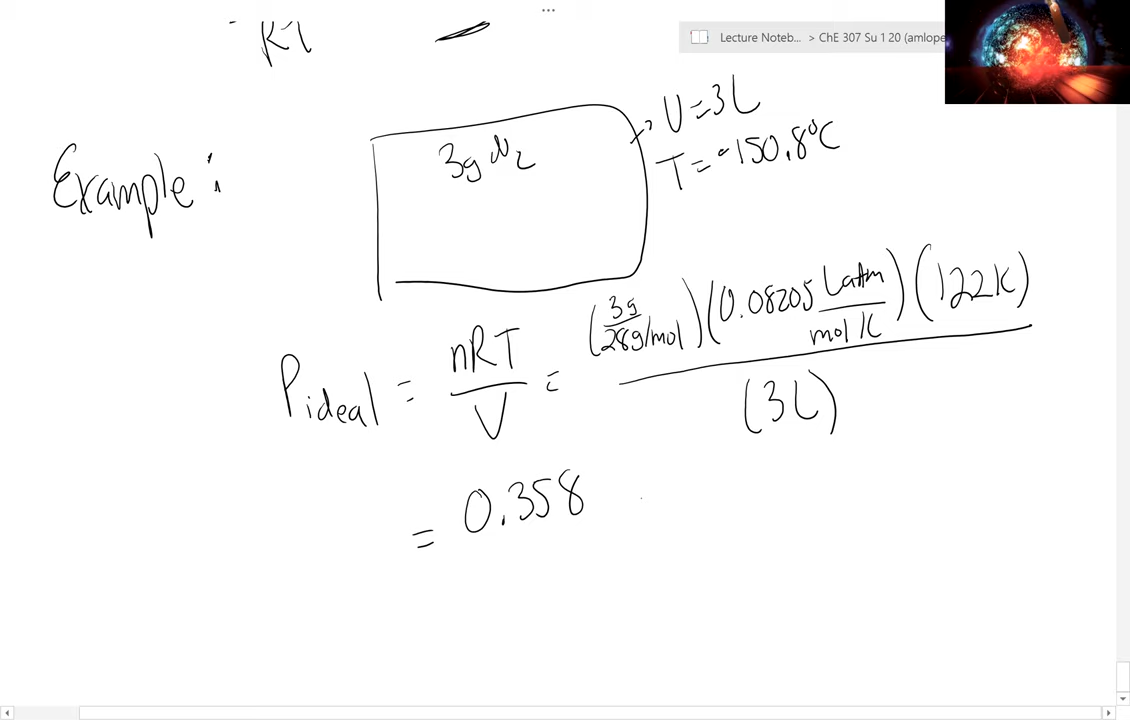 RT
Lecture Noteb... > ChE 307 Su 1 20 (amlope
Example:
3g N2
V=3L
T=-150.8°C
Pideal = nRT/V = (3g/28g/mol)(0.08205 Latm/mol K)(122K)/(3L)
= 0.358